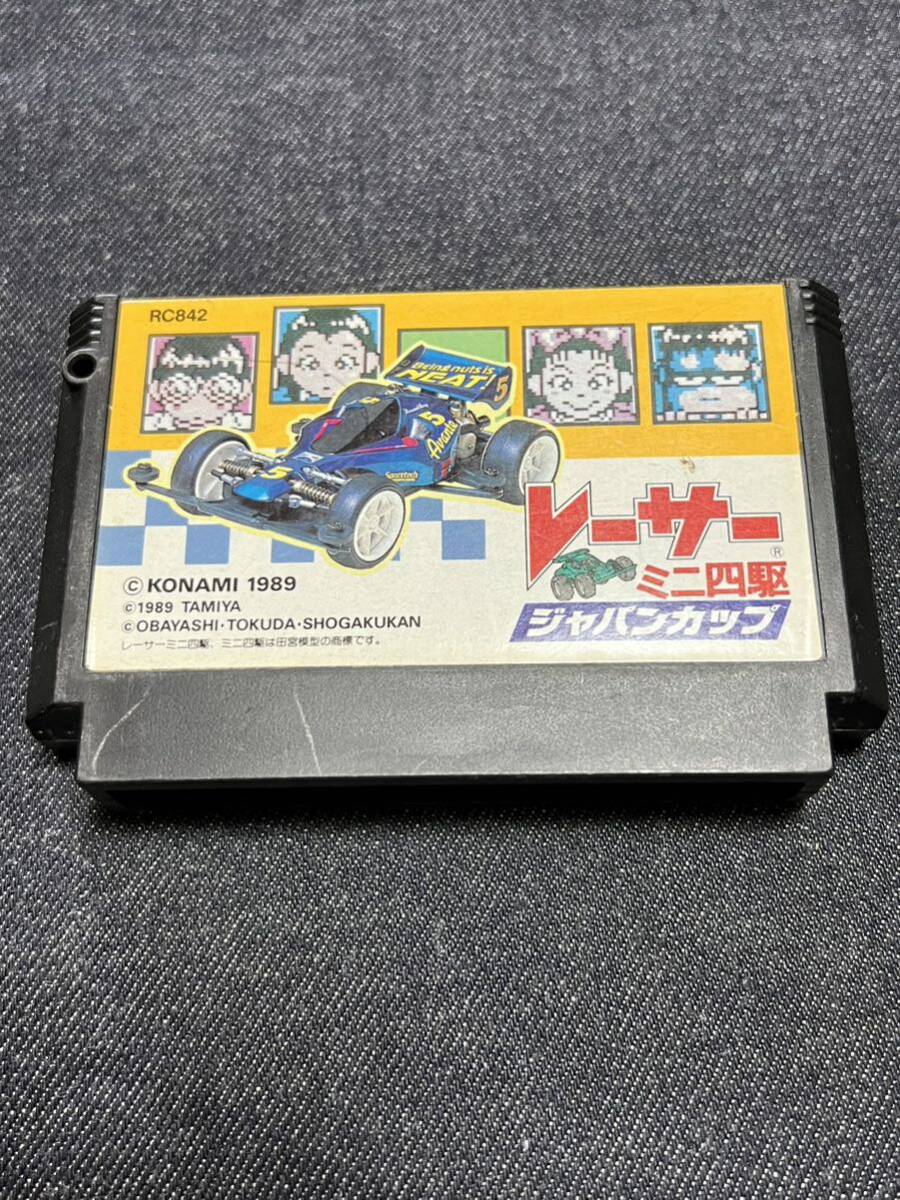 RC842
Being nuts is
NEAT!
5
5
Avante
5
レーサー
®
ミニ四駆
ジャパンカップ
© KONAMI 1989
©1989 TAMIYA
©OBAYASHI・TOKUDA・SHOGAKUKAN
レーサーミニ四駆、ミニ四駆は田宮模型の商標です。